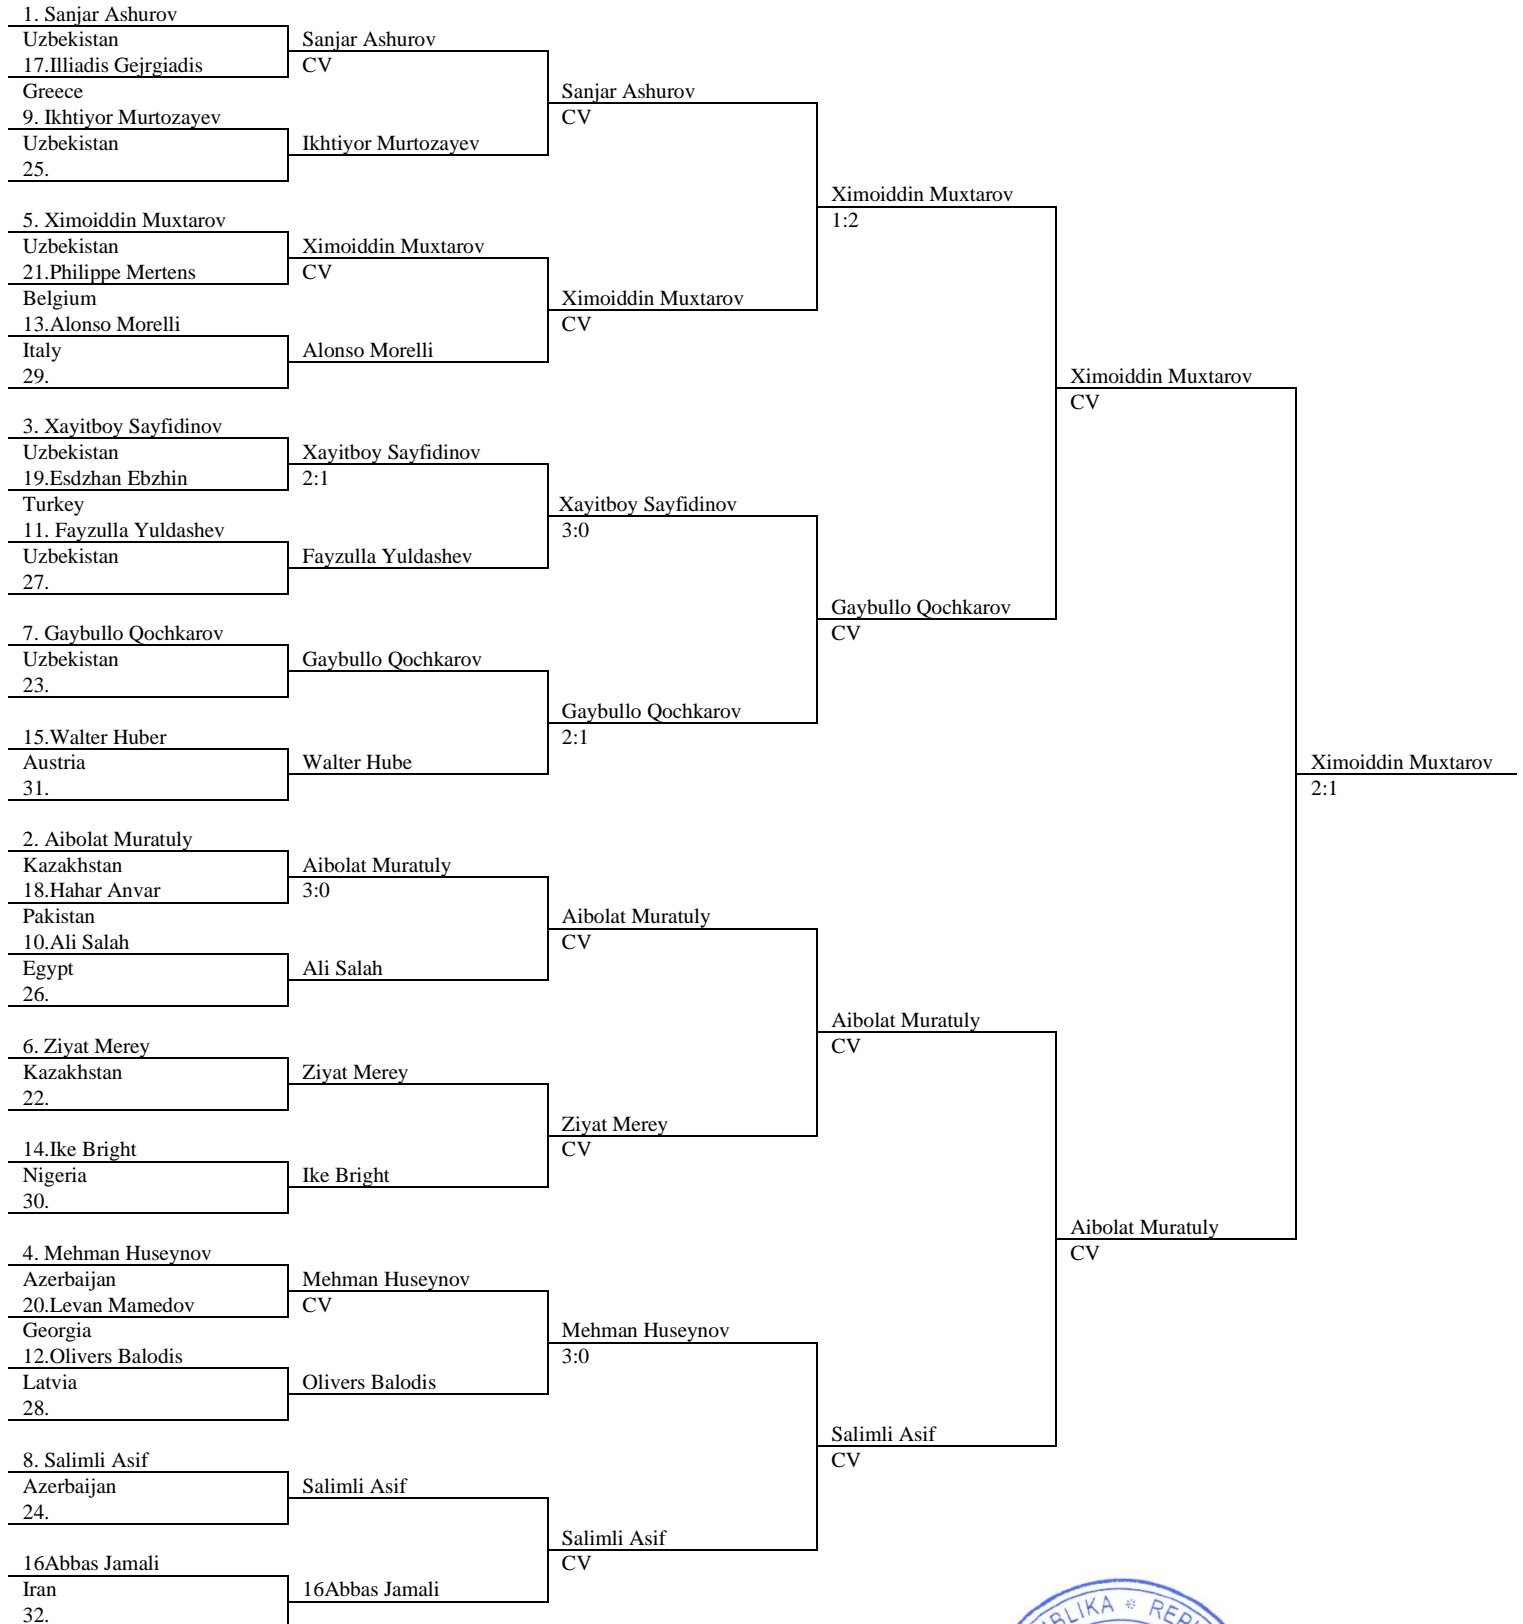 1. Sanjar Ashurov
Uzbekistan
17.Illiadis Gejrgiadis
Greece
9. Ikhtiyor Murtozayev
Uzbekistan
25.
5. Ximoiddin Muxtarov
Uzbekistan
21.Philippe Mertens
Belgium
13.Alonso Morelli
Italy
29.
3. Xayitboy Sayfidinov
Uzbekistan
19.Esdzhan Ebzhin
Turkey
11. Fayzulla Yuldashev
Uzbekistan
27.
7. Gaybullo Qochkarov
Uzbekistan
23.
15.Walter Huber
Austria
31.
2. Aibolat Muratuly
Kazakhstan
18.Hahar Anvar
Pakistan
10.Ali Salah
Egypt
26.
6. Ziyat Merey
Kazakhstan
22.
14.Ike Bright
Nigeria
30.
4. Mehman Huseynov
Azerbaijan
20.Levan Mamedov
Georgia
12.Olivers Balodis
Latvia
28.
8. Salimli Asif
Azerbaijan
24.
16Abbas Jamali
Iran
32.
Sanjar Ashurov
CV
Ikhtiyor Murtozayev
Ximoiddin Muxtarov
CV
Alonso Morelli
Xayitboy Sayfidinov
2:1
Fayzulla Yuldashev
Gaybullo Qochkarov
Walter Hube
Aibolat Muratuly
3:0
Ali Salah
Ziyat Merey
Ike Bright
Mehman Huseynov
CV
Olivers Balodis
Salimli Asif
16Abbas Jamali
Sanjar Ashurov
CV
Ximoiddin Muxtarov
CV
Xayitboy Sayfidinov
3:0
Gaybullo Qochkarov
2:1
Aibolat Muratuly
CV
Ziyat Merey
CV
Mehman Huseynov
3:0
Salimli Asif
CV
Ximoiddin Muxtarov
1:2
Gaybullo Qochkarov
CV
Aibolat Muratuly
CV
Salimli Asif
CV
Ximoiddin Muxtarov
CV
Aibolat Muratuly
CV
Ximoiddin Muxtarov
2:1